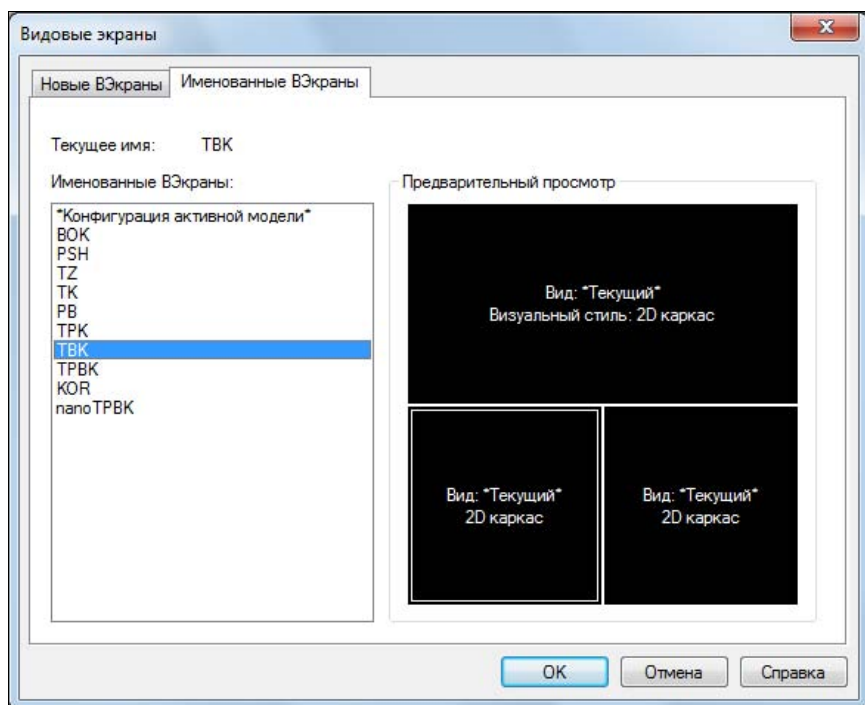 Видовые экраны
Новые ВЭкраны
Именованные ВЭкраны
Текущее имя: ТВК
Именованные ВЭкраны:
*Конфигурация активной модели*
ВОК
PSH
TZ
TK
PB
TPK
TBK
TPBK
KOR
nanoTPBK
Предварительный просмотр
Вид: *Текущий*
Визуальный стиль: 2D каркас
Вид: *Текущий*
2D каркас
Вид: *Текущий*
2D каркас
OK
Отмена
Справка